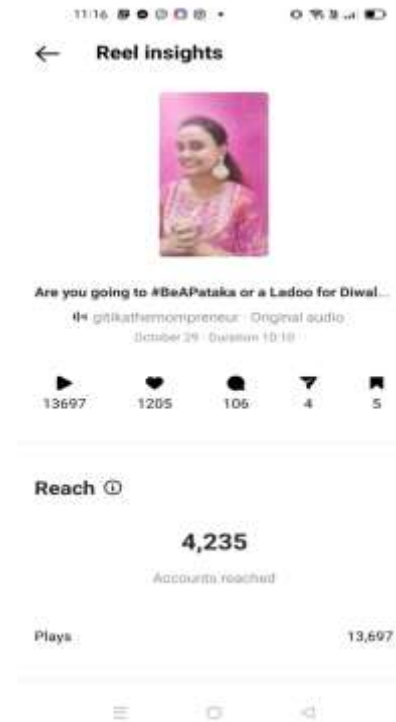 11:16
Reel insights
Are you going to #BeAPataka or a Ladoo for Diwal...
gitikathemompreneur · Original audio
October 29 · Duration 10:10
13697 1205 106 4 5
Reach
4,235
Accounts reached
Plays 13,697